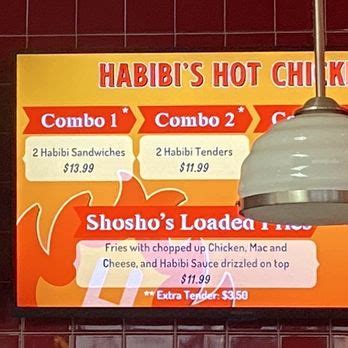 HABIBI'S HOT
Combo 1*
Combo 2*
2 Habibi Sandwiches
$13.99
2 Habibi Tenders
$11.99
Shosho's Loaded Fries
Fries with chopped up Chicken, Mac and
Cheese, and Habibi Sauce drizzled on top
$11.99
** Extra Tender: $3.50